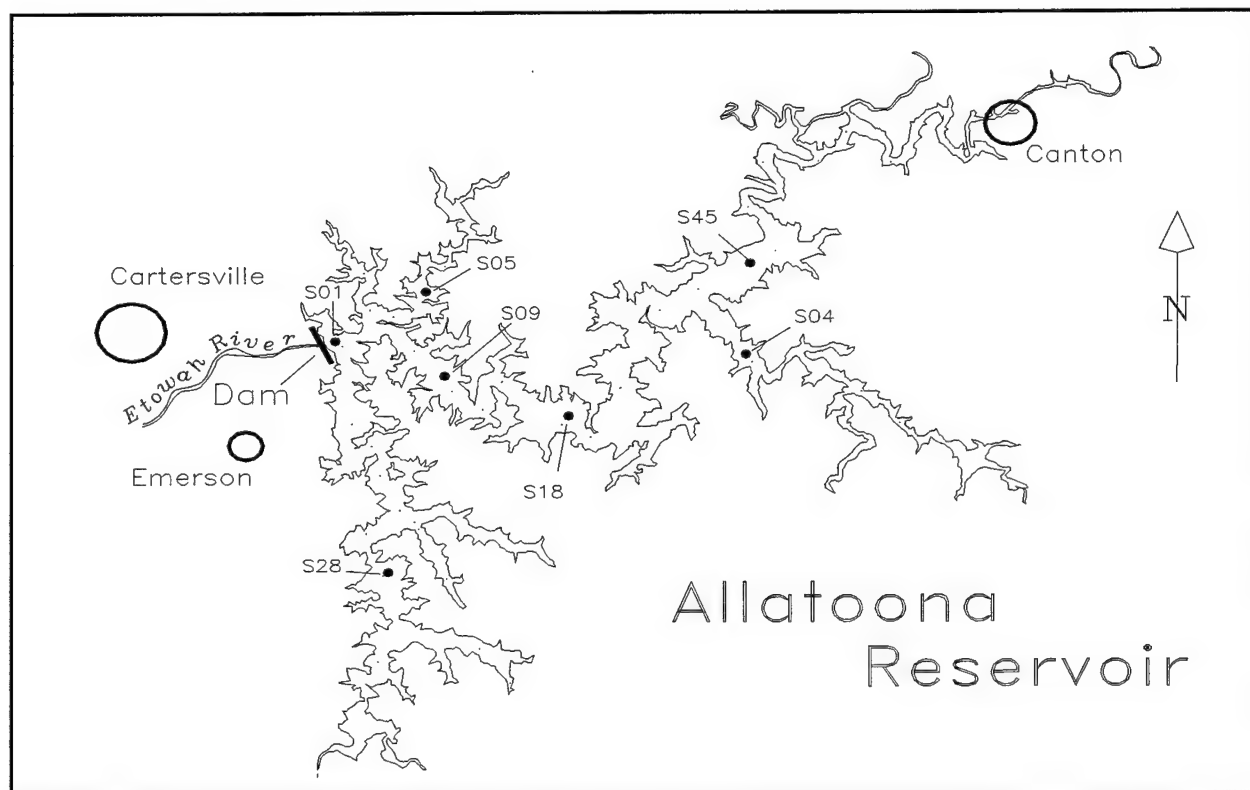 Canton
S45
Cartersville
S05
S01
S09
S04
N
Etowah River
Dam
Emerson
S18
S28
Allatoona
Reservoir